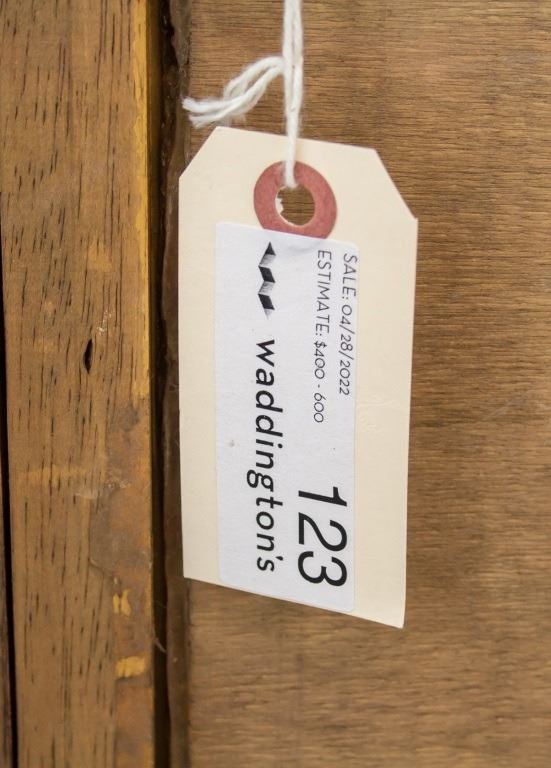 SALE: 04/28/2022
ESTIMATE: $400 - 600
123
waddington's